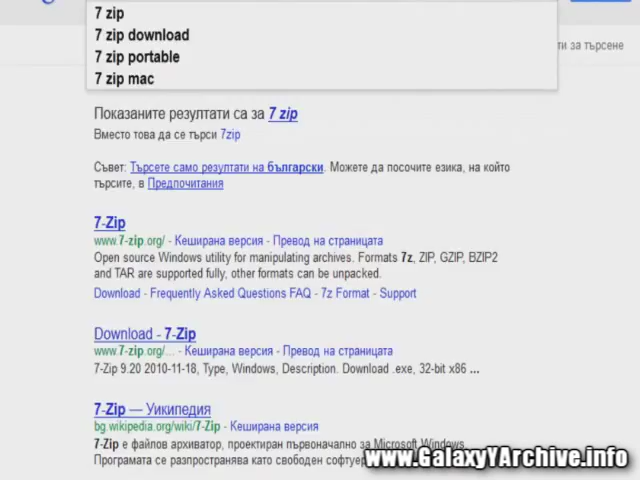 7 zip
7 zip download
7 zip portable
7 zip mac
ти за търсене
Показаните резултати са за 7 zip
Вместо това да се търси 7zip
Съвет: Търсете само резултати на български. Можете да посочите езика, на който
търсите, в Предпочитания
7-Zip
www.7-zip.org/ - Кеширана версия - Превод на страницата
Open source Windows utility for manipulating archives. Formats 7z, ZIP, GZIP, BZIP2
and TAR are supported fully, other formats can be unpacked.
Download - Frequently Asked Questions FAQ - 7z Format - Support
Download - 7-Zip
www.7-zip.org/... - Кеширана версия - Превод на страницата
7-Zip 9.20 2010-11-18, Type, Windows, Description. Download .exe, 32-bit x86 ...
7-Zip — Уикипедия
bg.wikipedia.org/wiki/7-Zip - Кеширана версия
7-Zip е файлов архиватор, проектиран първоначално за Microsoft Windows.
Програмата се разпространява като свободен софтуер
www.GalaxyYArchive.info